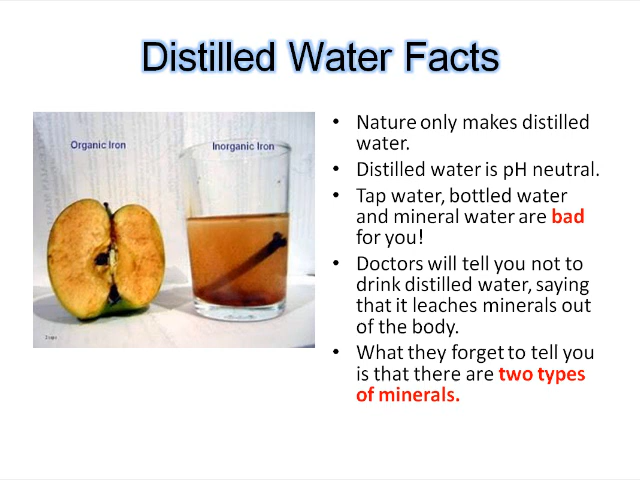 Distilled Water Facts
Organic Iron
Inorganic Iron
• Nature only makes distilled
water.
• Distilled water is pH neutral.
• Tap water, bottled water
and mineral water are bad
for you!
• Doctors will tell you not to
drink distilled water, saying
that it leaches minerals out
of the body.
• What they forget to tell you
is that there are two types
of minerals.